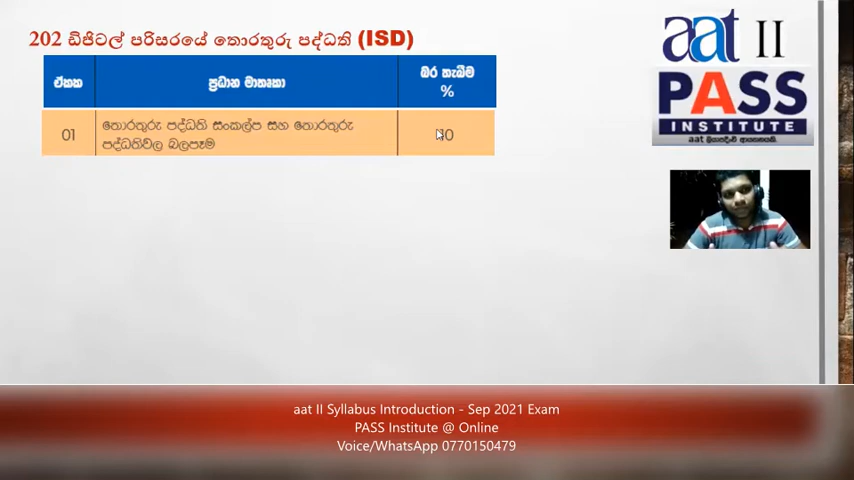 202 ඩිජිටල් පරිසරයේ තොරතුරු පද්ධති (ISD)
ඒකක
ප්‍රධාන මාතෘකා
බර තැබීම
%
01
තොරතුරු පද්ධති සංකල්ප සහ තොරතුරු
පද්ධතිවල බලපෑම
aat II
PASS
INSTITUTE
aat II Syllabus Introduction - Sep 2021 Exam
PASS Institute @ Online
Voice/WhatsApp 0770150479